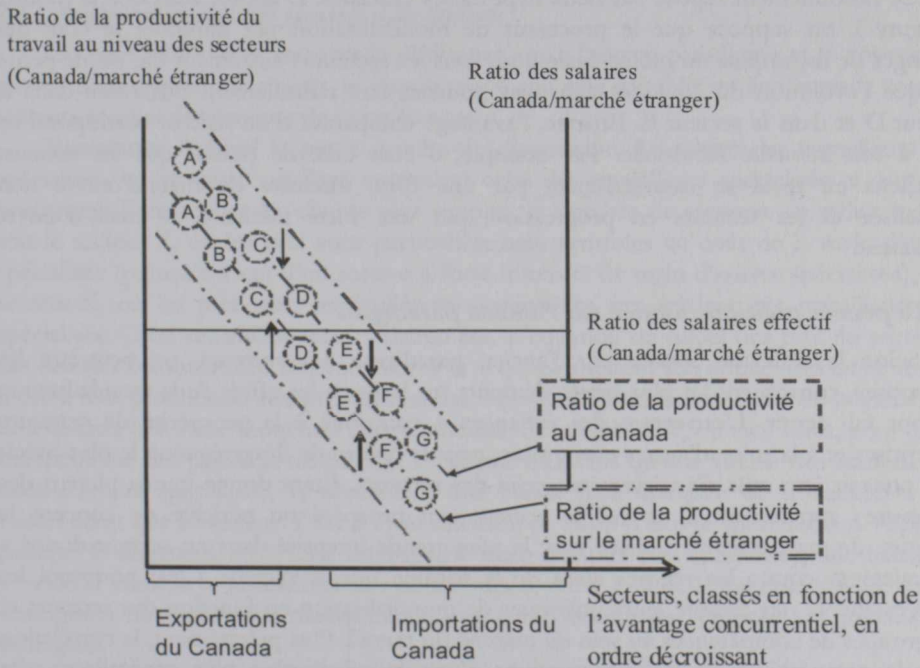 Ratio de la productivité du
travail au niveau des secteurs
(Canada/marché étranger)
Ratio des salaires
(Canada/marché étranger)
A
A
B
B
C
C
D
D
E
E
F
F
G
G
Ratio des salaires effectif
(Canada/marché étranger)
Ratio de la productivité
au Canada
Ratio de la productivité
sur le marché étranger
Exportations
du Canada
Importations du
Canada
Secteurs, classés en fonction de
l’avantage concurrentiel, en
ordre décroissant